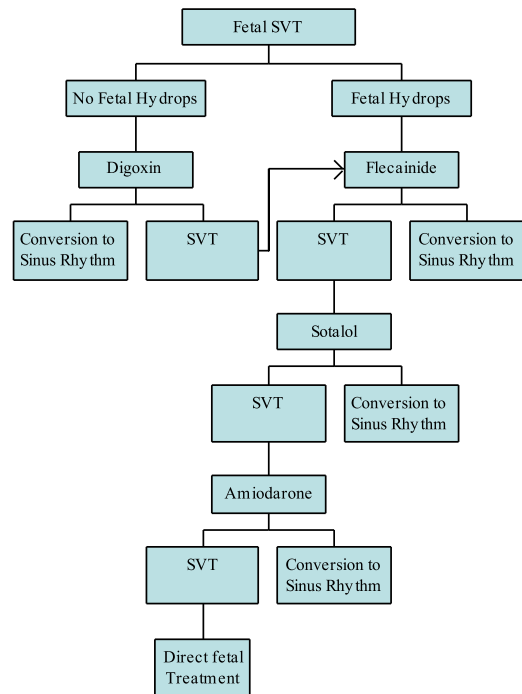 Fetal SVT
No Fetal Hydrops
Fetal Hydrops
Digoxin
Flecainide
Conversion to
Sinus Rhythm
SVT
SVT
Conversion to
Sinus Rhythm
Sotalol
SVT
Conversion to
Sinus Rhythm
Amiodarone
SVT
Conversion to
Sinus Rhythm
Direct fetal
Treatment